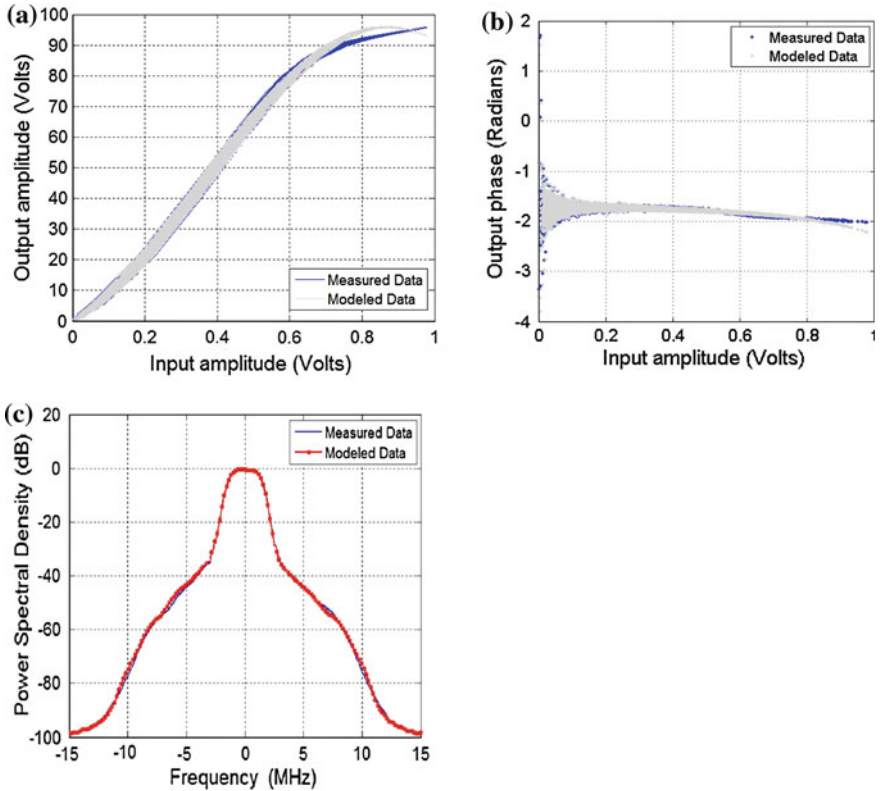 (a)
100
90
80
70
60
50
40
30
20
10
0
Output amplitude (Volts)
Measured Data
Modeled Data
0 0.2 0.4 0.6 0.8 1
Input amplitude (Volts)
(b)
2
1
0
-1
-2
-3
-4
Output phase (Radians)
Measured Data
Modeled Data
0 0.2 0.4 0.6 0.8 1
Input amplitude (Volts)
(c)
20
0
-20
-40
-60
-80
-100
Power Spectral Density (dB)
Measured Data
Modeled Data
-15 -10 -5 0 5 10 15
Frequency (MHz)